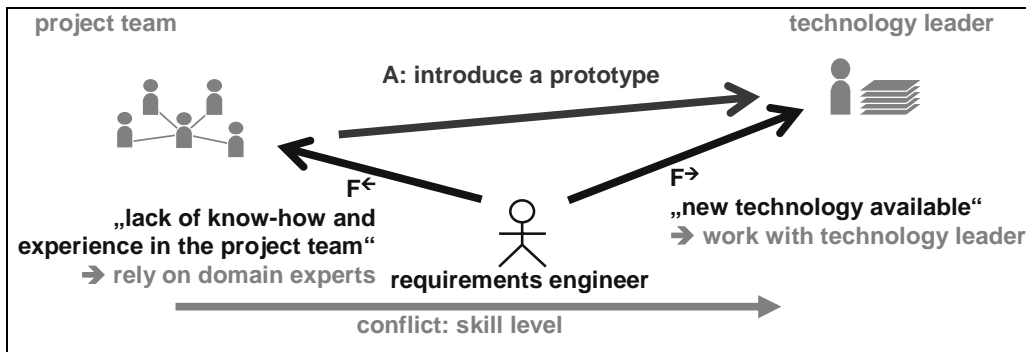 project team
technology leader
A: introduce a prototype
F←
F→
„lack of know-how and
experience in the project team“
➔ rely on domain experts
„new technology available“
➔ work with technology leader
requirements engineer
conflict: skill level